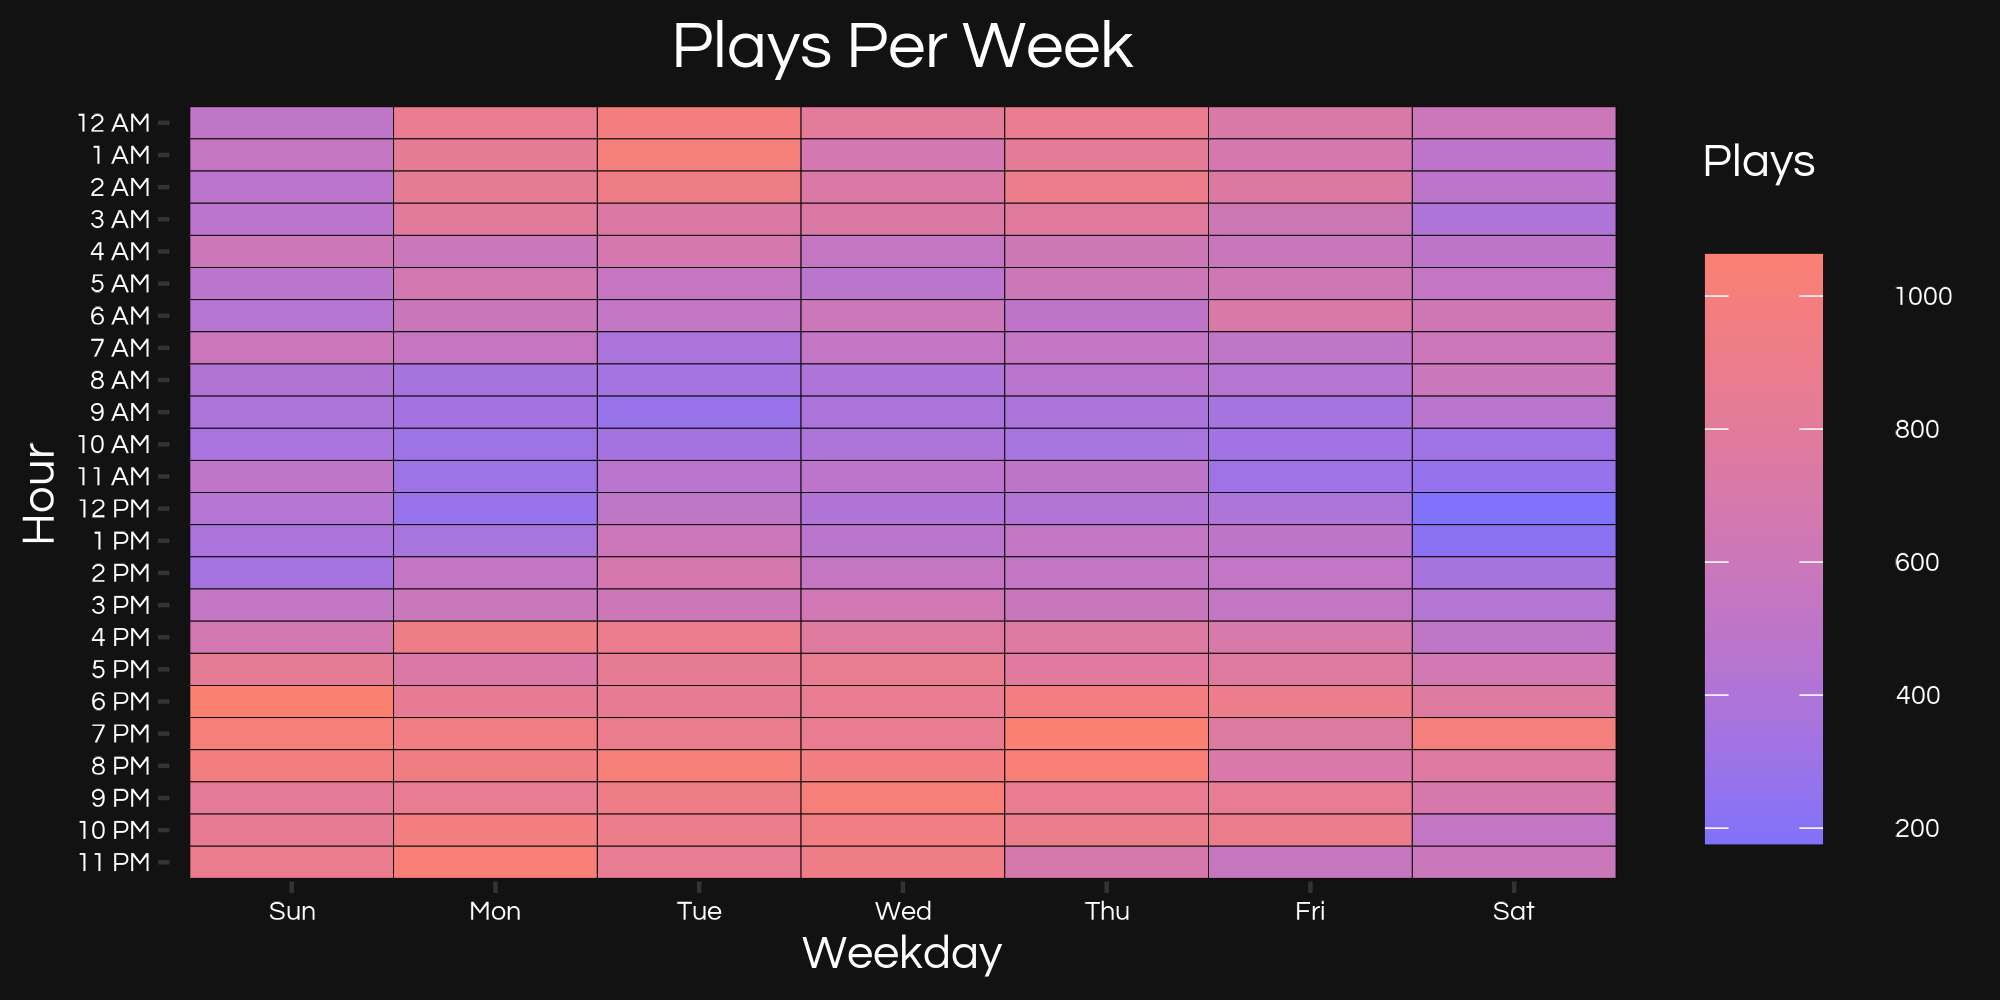 Plays Per Week
Hour
12 AM
1 AM
2 AM
3 AM
4 AM
5 AM
6 AM
7 AM
8 AM
9 AM
10 AM
11 AM
12 PM
1 PM
2 PM
3 PM
4 PM
5 PM
6 PM
7 PM
8 PM
9 PM
10 PM
11 PM
Sun Mon Tue Wed Thu Fri Sat
Weekday
Plays
1000
800
600
400
200